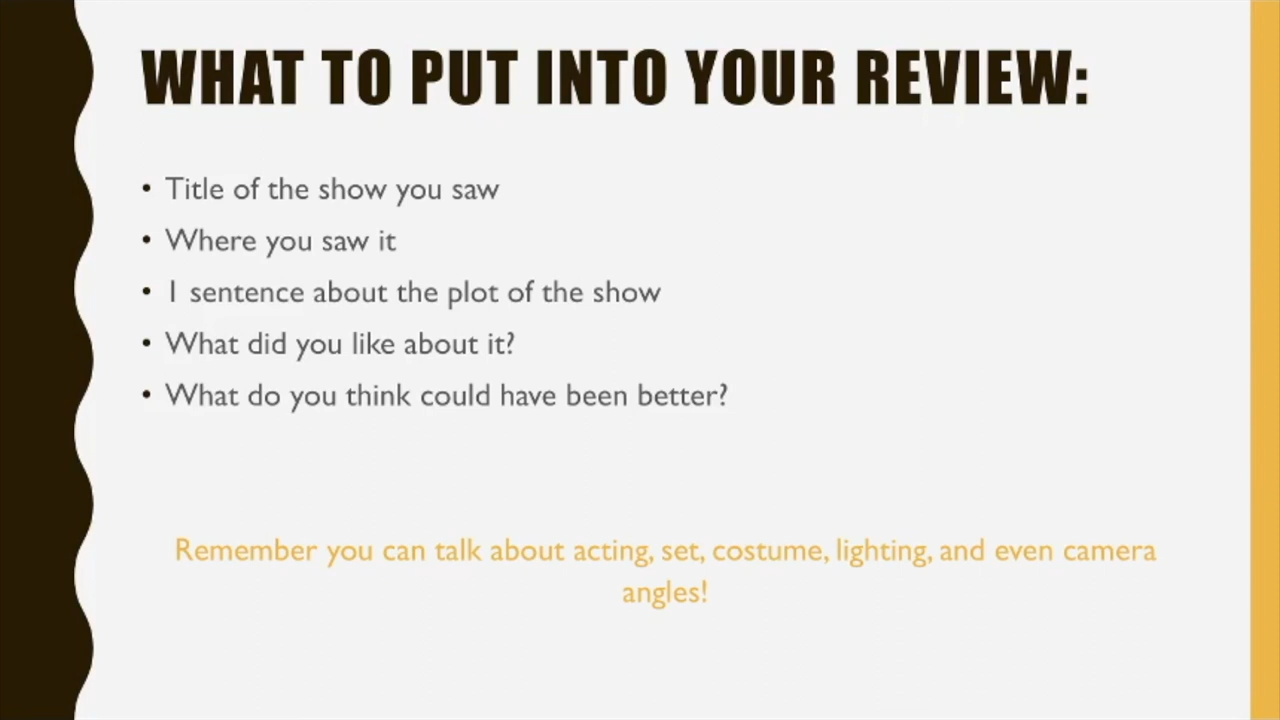 WHAT TO PUT INTO YOUR REVIEW:
• Title of the show you saw
• Where you saw it
• 1 sentence about the plot of the show
• What did you like about it?
• What do you think could have been better?
Remember you can talk about acting, set, costume, lighting, and even camera
angles!